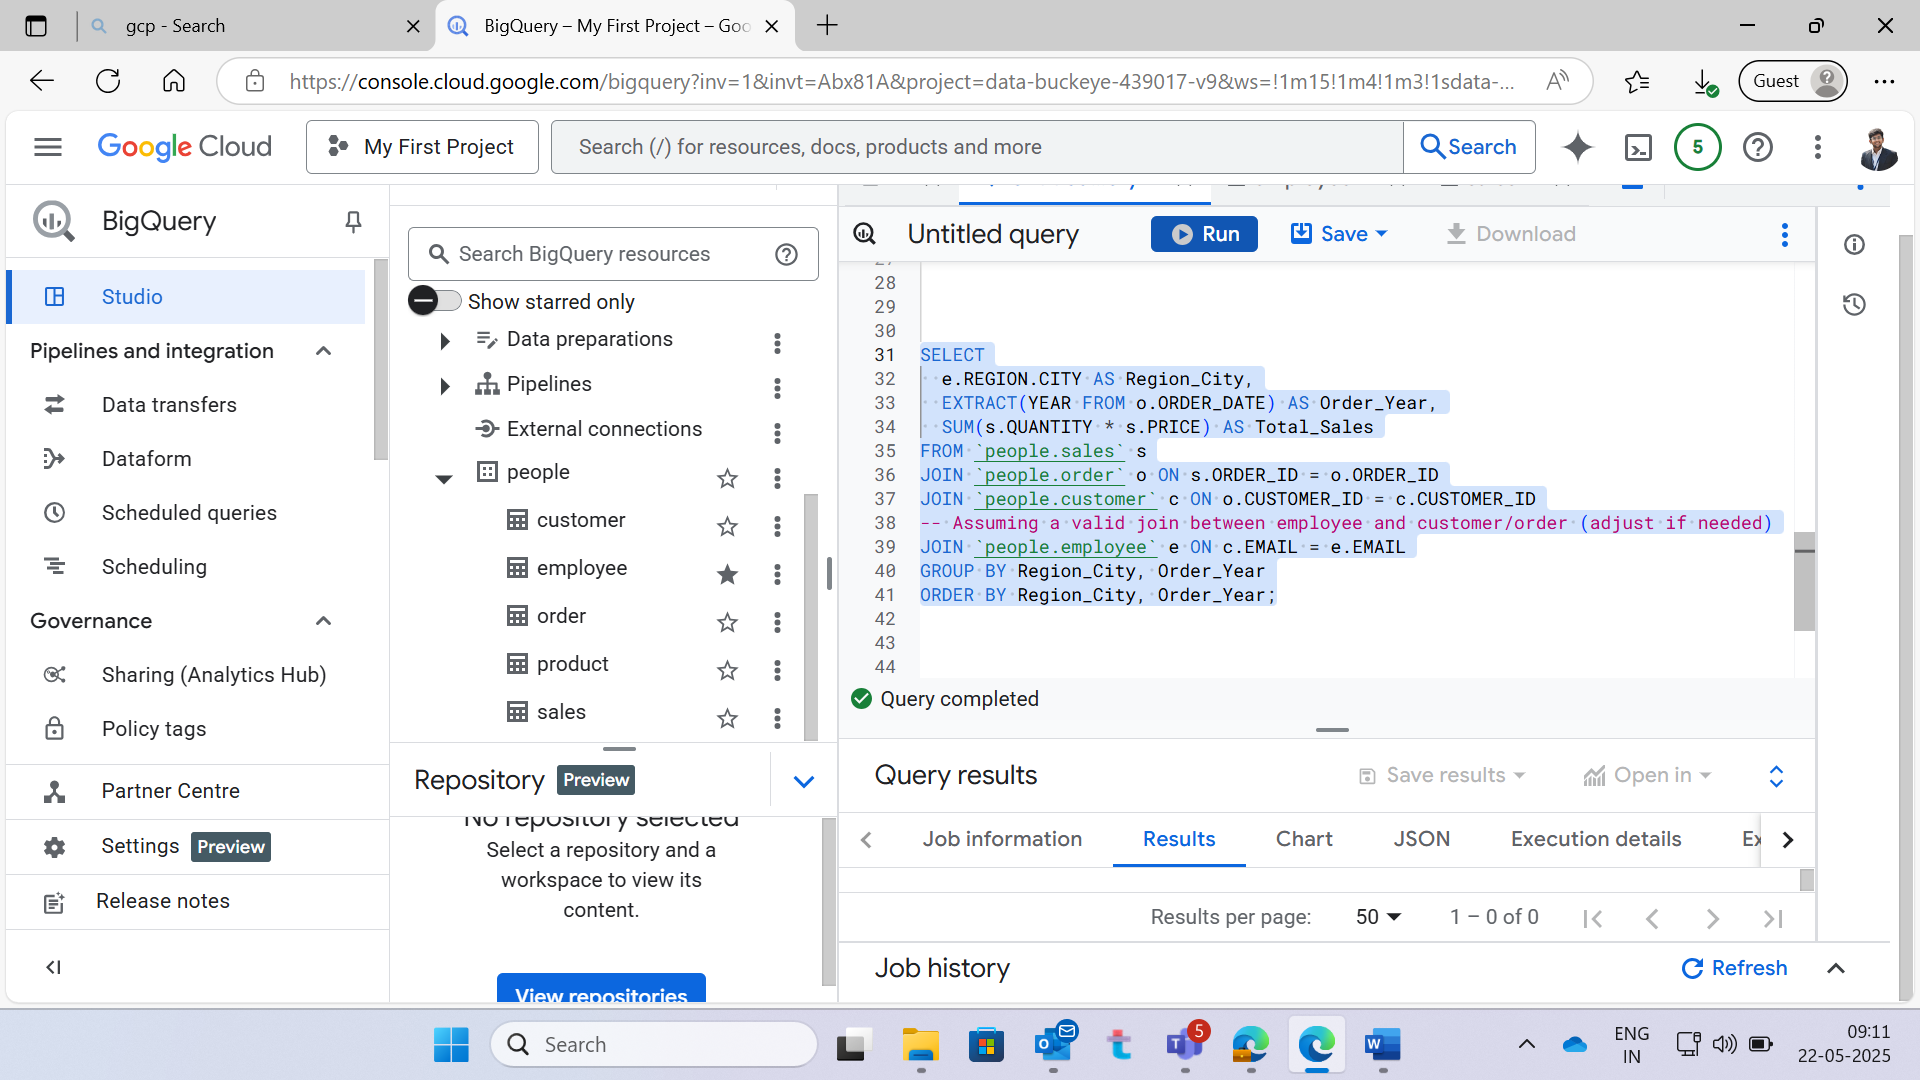 gcp - Search
BigQuery – My First Project – Goo
https://console.cloud.google.com/bigquery?inv=1&invt=Abx81A&project=data-buckeye-439017-v9&ws=!1m15!1m4!1m3!1sdata-...
Guest
Google Cloud
My First Project
Search (/) for resources, docs, products and more
Search
5
BigQuery
Studio
Pipelines and integration
Data transfers
Dataform
Scheduled queries
Scheduling
Governance
Sharing (Analytics Hub)
Policy tags
Partner Centre
Settings Preview
Release notes
Search BigQuery resources
Show starred only
Data preparations
Pipelines
External connections
people
customer
employee
order
product
sales
Repository Preview
No repository selected
Select a repository and a
workspace to view its
content.
View repositories
Untitled query
Run
Save
Download
28
29
30
31 SELECT
32 e.REGION.CITY AS Region_City,
33 EXTRACT(YEAR FROM o.ORDER_DATE) AS Order_Year,
34 SUM(s.QUANTITY * s.PRICE) AS Total_Sales
35 FROM `people.sales` s
36 JOIN `people.order` o ON s.ORDER_ID = o.ORDER_ID
37 JOIN `people.customer` c ON o.CUSTOMER_ID = c.CUSTOMER_ID
38 -- Assuming a valid join between employee and customer/order (adjust if needed)
39 JOIN `people.employee` e ON c.EMAIL = e.EMAIL
40 GROUP BY Region_City, Order_Year
41 ORDER BY Region_City, Order_Year;
42
43
44
Query completed
Query results
Save results
Open in
Job information
Results
Chart
JSON
Execution details
Ex
Results per page:
50
1 – 0 of 0
Job history
Refresh
Search
5
ENG
IN
09:11
22-05-2025